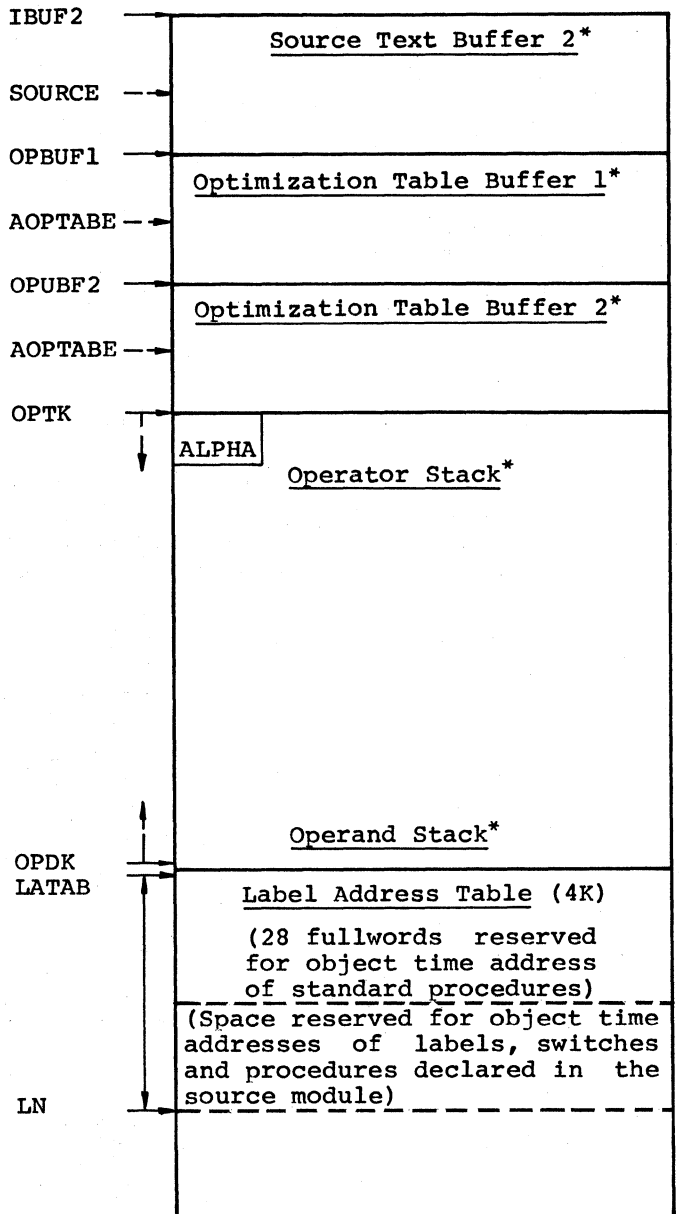 IBUF2
Source Text Buffer 2*
SOURCE
OPBUF1
Optimization Table Buffer 1*
AOPTABE
OPUBF2
Optimization Table Buffer 2*
AOPTABE
OPTK
ALPHA
Operator Stack*
Operand Stack*
OPDK
LATAB
Label Address Table (4K)
(28 fullwords reserved
for object time address
of standard procedures)
(Space reserved for object time
addresses of labels, switches
and procedures declared in the
source module)
LN